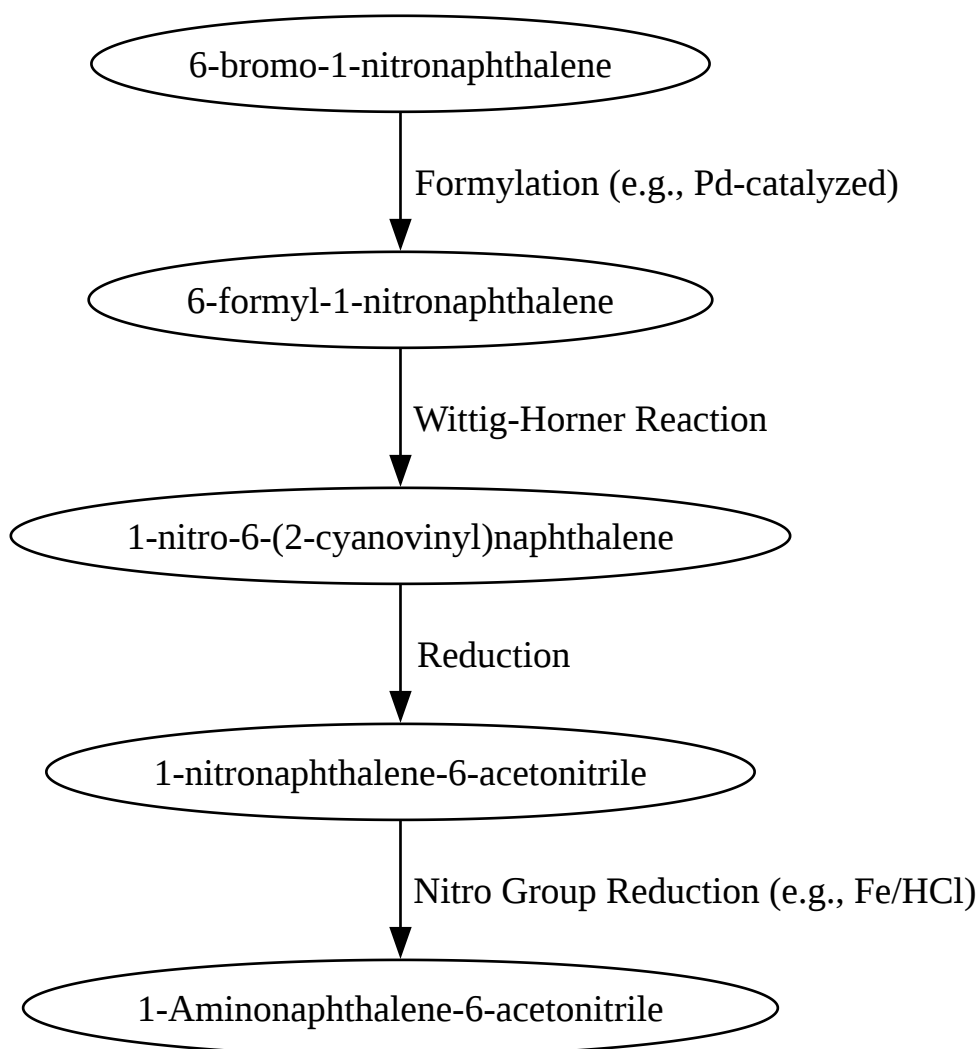 6-bromo-1-nitronaphthalene
Formylation (e.g., Pd-catalyzed)
6-formyl-1-nitronaphthalene
Wittig-Horner Reaction
1-nitro-6-(2-cyanovinyl)naphthalene
Reduction
1-nitronaphthalene-6-acetonitrile
Nitro Group Reduction (e.g., Fe/HCl)
1-Aminonaphthalene-6-acetonitrile